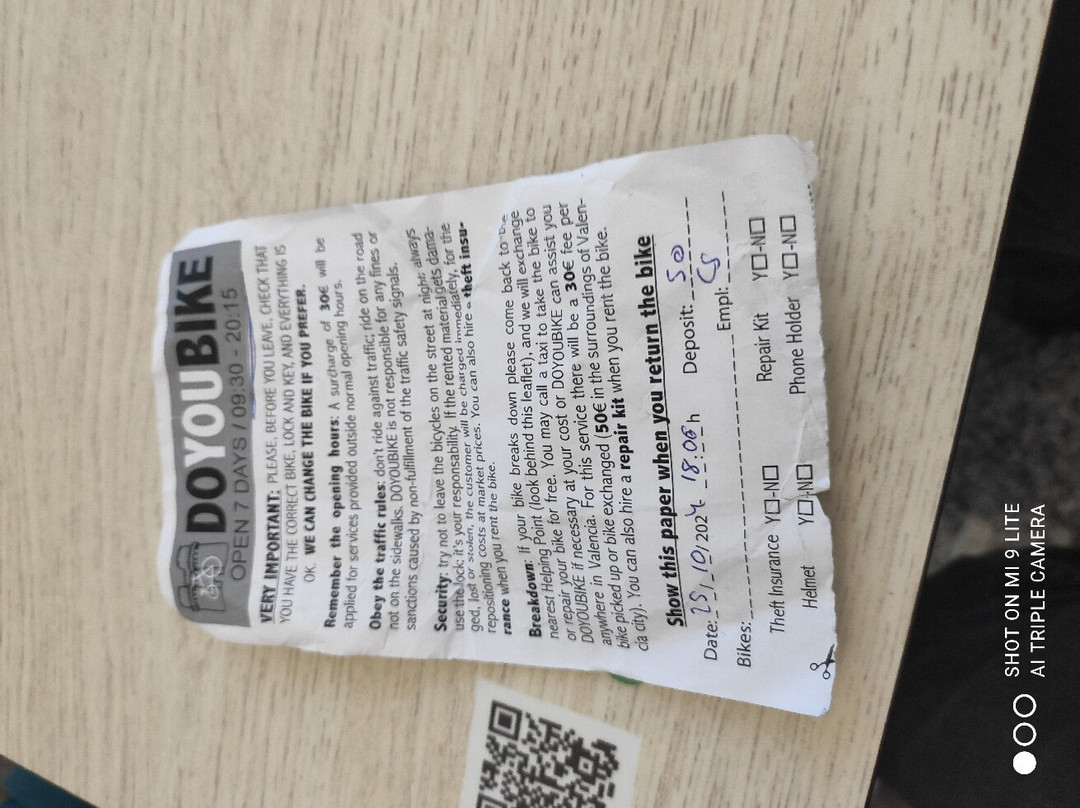 DOYOUBIKE
OPEN 7 DAYS / 09:30 - 20:15
VERY IMPORTANT: PLEASE, BEFORE YOU LEAVE, CHECK THAT
YOU HAVE THE CORRECT BIKE, LOCK AND KEY, AND EVERYTHING IS
OK. WE CAN CHANGE THE BIKE IF YOU PREFER.
Remember the opening hours: A surcharge of 30€ will be
applied for services provided outside normal opening hours.
Obey the traffic rules: don't ride against traffic; ride on the road
not on the sidewalks. DOYOUBIKE is not responsible for any fines or
sanctions caused by non-fulfillment of the traffic safety signals.
Security: try not to leave the bicycles on the street at night; always
use the lock; it's your responsability. If the rented material gets dama-
ged, lost or stolen, the customer will be charged immediately, for the
repositioning costs at market prices. You can also hire a theft insu-
rance when you rent the bike.
Breakdown: If your bike breaks down please come back to the
nearest Helping Point (look behind this leaflet), and we will exchange
or repair your bike for free. You may call a taxi to take the bike to
DOYOUBIKE if necessary at your cost or DOYOUBIKE can assist you
anywhere in Valencia. For this service there will be a 30€ fee per
bike picked up or bike exchanged (50€ in the surroundings of Valen-
cia city). You can also hire a repair kit when you rent the bike.
Show this paper when you return the bike
Date: 25/10/2024 18:00h Deposit: 50
Bikes: Empl: CS
Theft Insurance Y☐-N☐ Repair Kit Y☐-N☐
Helmet Y☐-N☐ Phone Holder Y☐-N☐
SHOT ON MI 9 LITE
AI TRIPLE CAMERA